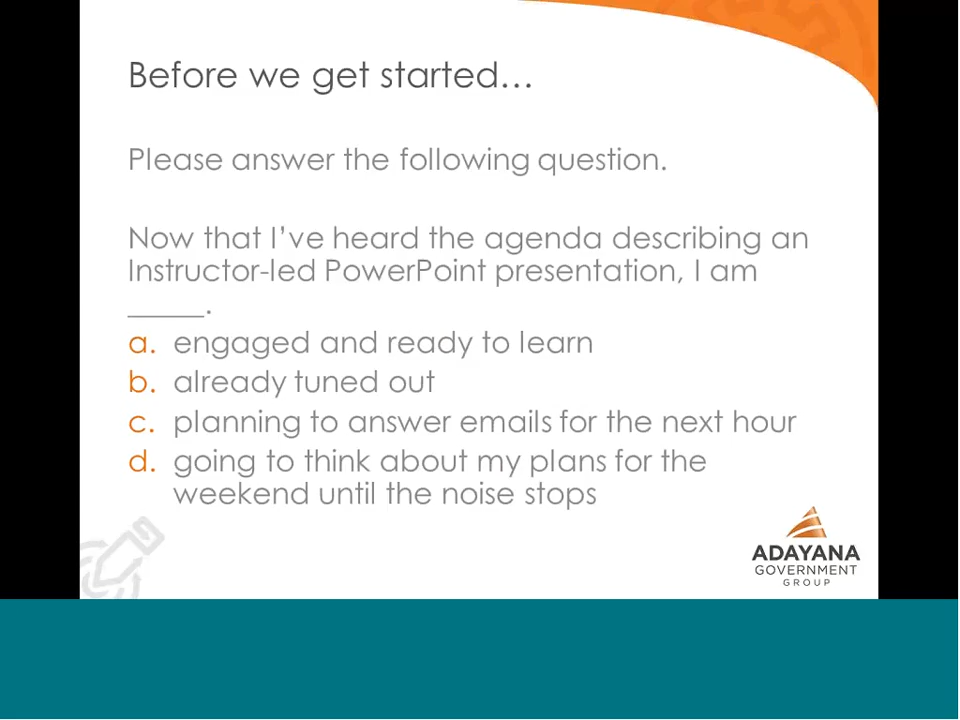 Before we get started…
Please answer the following question.
Now that I’ve heard the agenda describing an
Instructor-led PowerPoint presentation, I am
_____.
a. engaged and ready to learn
b. already tuned out
c. planning to answer emails for the next hour
d. going to think about my plans for the
weekend until the noise stops
ADAYANA
GOVERNMENT
GROUP